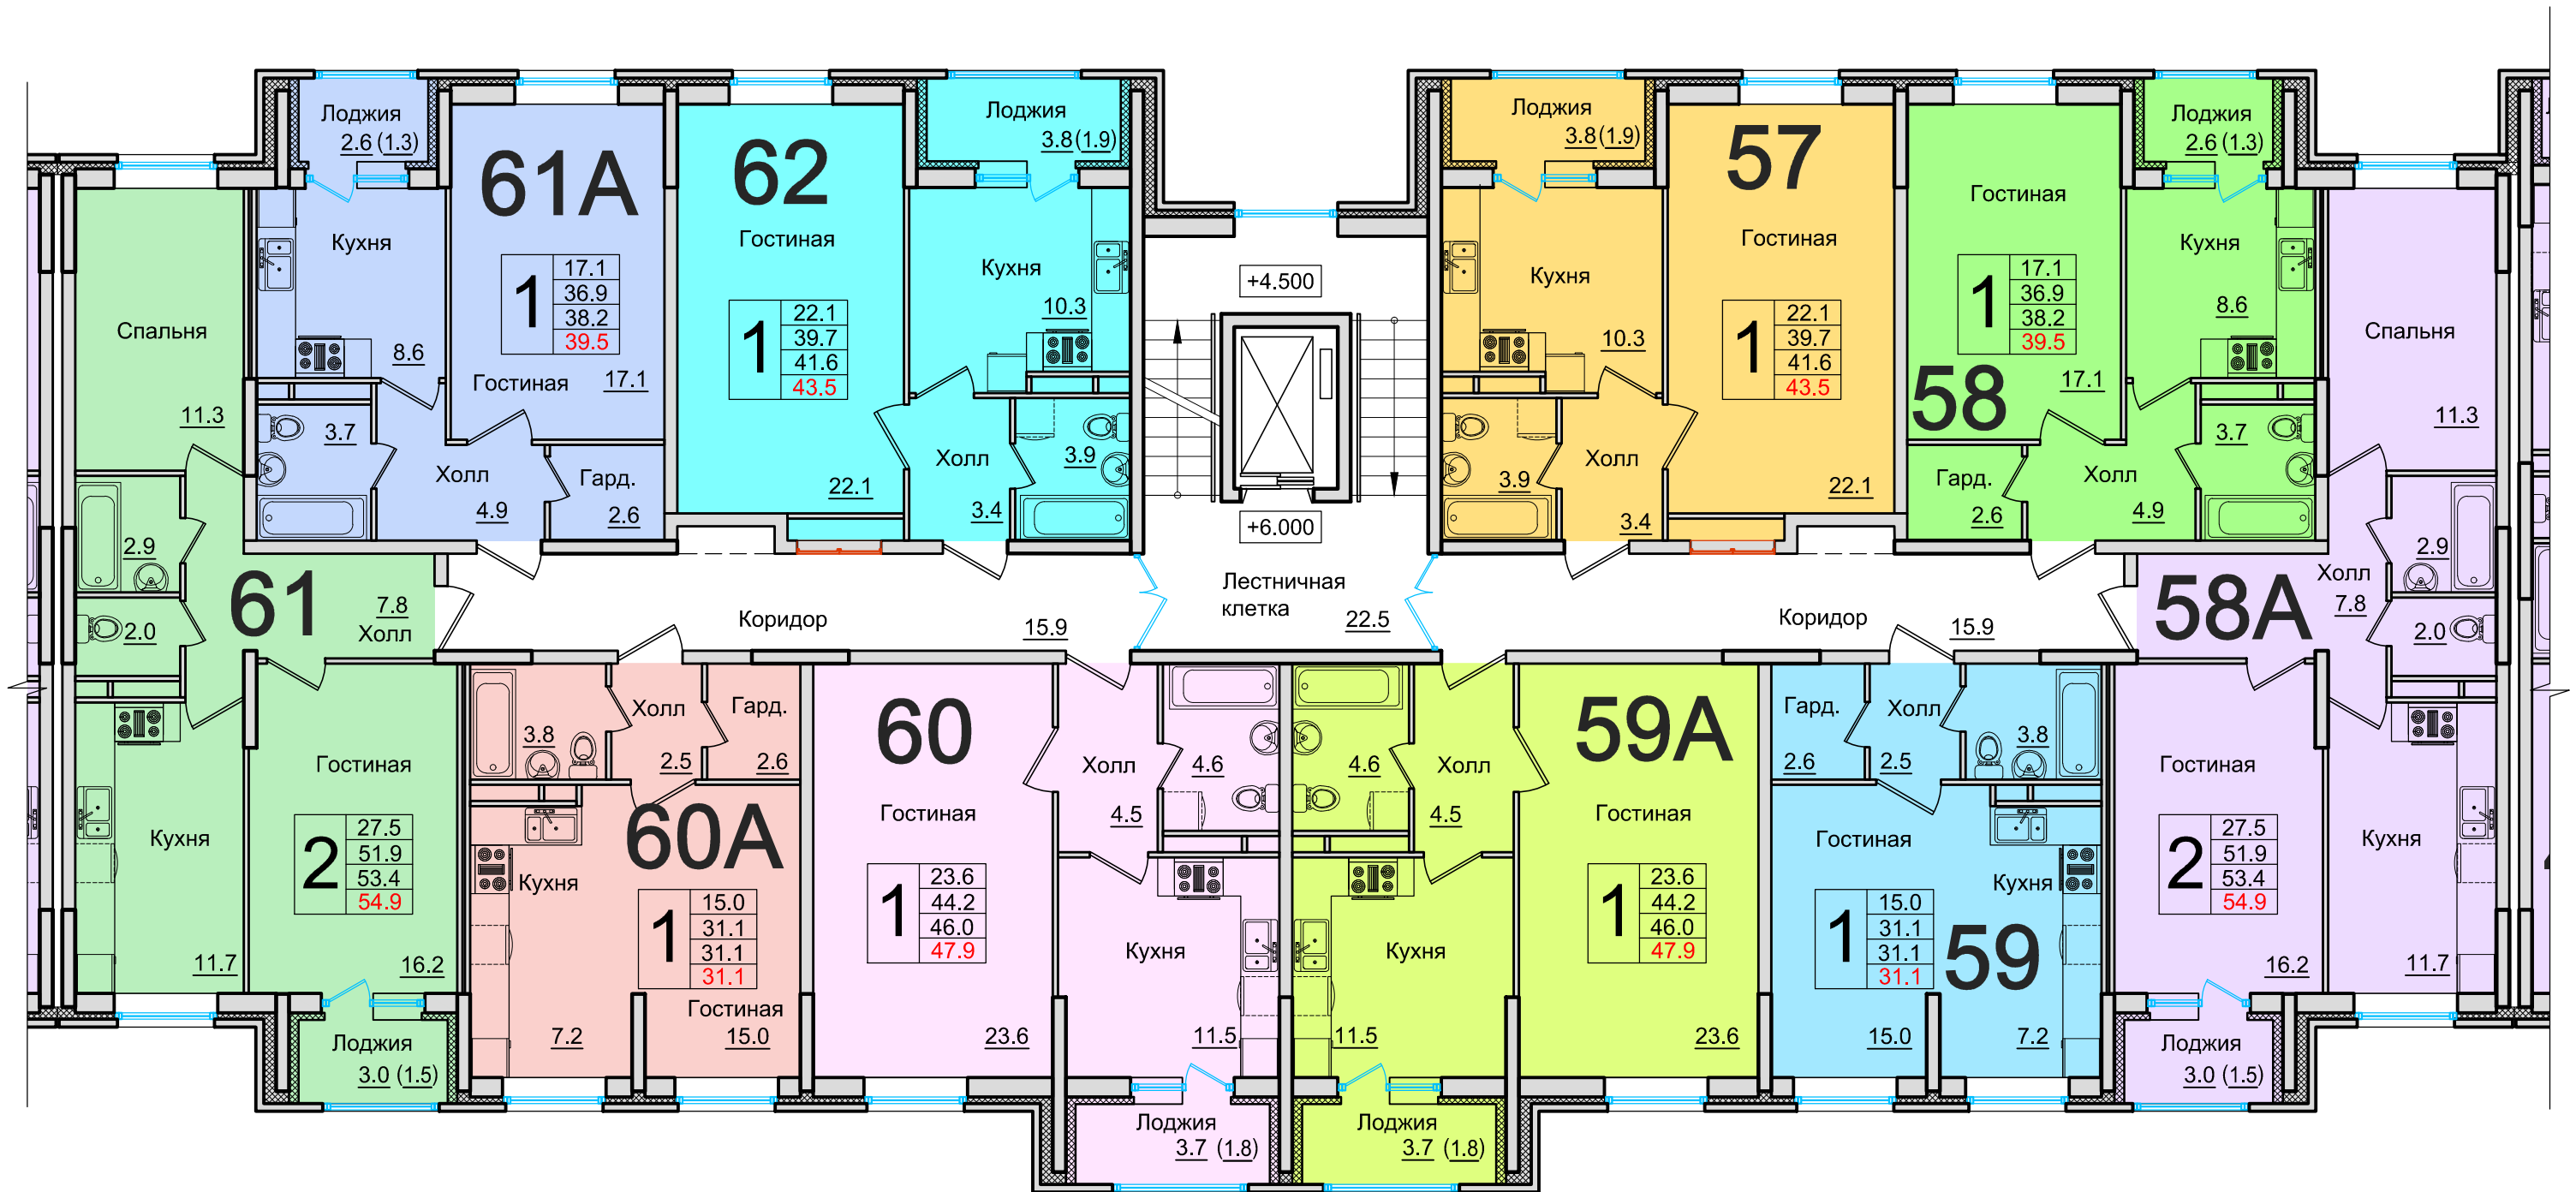 Лоджия
2.6 (1.3)
61А
Кухня
1
17.1
36.9
38.2
39.5
8.6
Гостиная
17.1
3.7
Холл
4.9
Гард.
2.6
62
Гостиная
1
22.1
39.7
41.6
43.5
22.1
Лоджия
3.8 (1.9)
Кухня
10.3
Холл
3.4
3.9
+4.500
+6.000
Лестничная
клетка
22.5
Лоджия
3.8 (1.9)
Кухня
10.3
3.9
Холл
3.4
57
Гостиная
1
22.1
39.7
41.6
43.5
22.1
Гостиная
1
17.1
36.9
38.2
39.5
17.1
58
Гард.
2.6
Лоджия
2.6 (1.3)
Кухня
8.6
3.7
Холл
4.9
Спальня
11.3
2.9
Холл
7.8
58А
2.0
Спальня
11.3
2.9
2.0
61
7.8
Холл
Коридор
15.9
Коридор
15.9
Кухня
11.7
Гостиная
2
27.5
51.9
53.4
54.9
16.2
Лоджия
3.0 (1.5)
3.8
Холл
2.5
Гард.
2.6
60А
Кухня
1
15.0
31.1
31.1
31.1
7.2
Гостиная
15.0
60
Гостиная
1
23.6
44.2
46.0
47.9
23.6
Холл
4.5
4.6
Кухня
11.5
Лоджия
3.7 (1.8)
4.6
Холл
4.5
Кухня
11.5
Лоджия
3.7 (1.8)
59А
Гостиная
1
23.6
44.2
46.0
47.9
23.6
Гард.
2.6
Холл
2.5
3.8
Гостиная
Кухня
1
15.0
31.1
31.1
31.1
59
15.0
7.2
Гостиная
2
27.5
51.9
53.4
54.9
16.2
Кухня
11.7
Лоджия
3.0 (1.5)